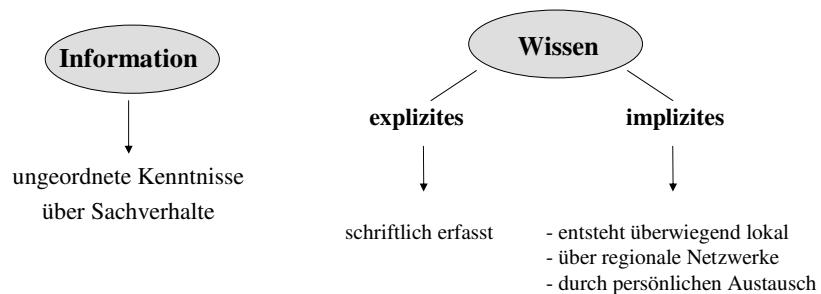 Information
ungeordnete Kenntnisse
über Sachverhalte
Wissen
explizites
implizites
schriftlich erfasst
- entsteht überwiegend lokal
- über regionale Netzwerke
- durch persönlichen Austausch